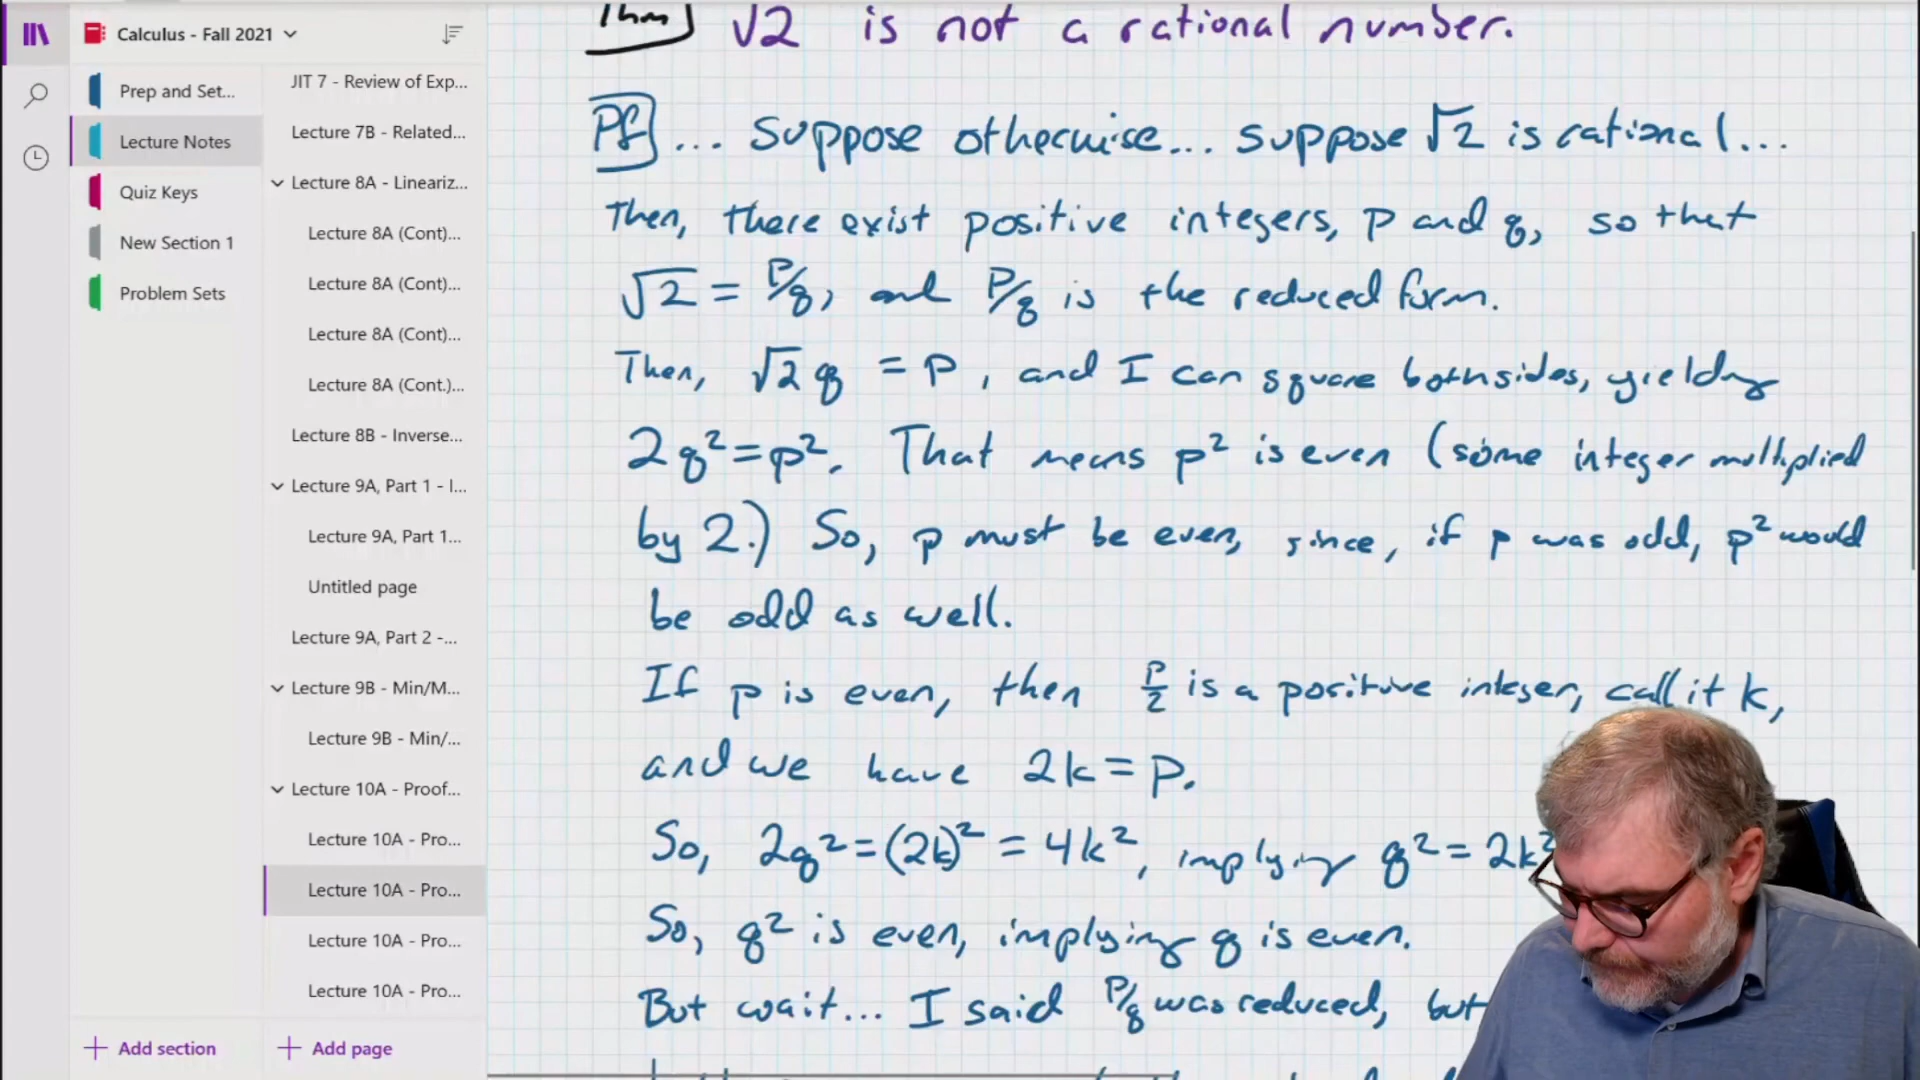 Calculus - Fall 2021
Prep and Set...
Lecture Notes
Quiz Keys
New Section 1
Problem Sets
Add section
JIT 7 - Review of Exp...
Lecture 7B - Related...
Lecture 8A - Lineariz...
Lecture 8A (Cont)...
Lecture 8A (Cont)...
Lecture 8A (Cont)...
Lecture 8A (Cont.)...
Lecture 8B - Inverse...
Lecture 9A, Part 1 - I...
Lecture 9A, Part 1...
Untitled page
Lecture 9A, Part 2 -...
Lecture 9B - Min/M...
Lecture 9B - Min/...
Lecture 10A - Proof...
Lecture 10A - Pro...
Lecture 10A - Pro...
Lecture 10A - Pro...
Lecture 10A - Pro...
Add page
Thm √2 is not a rational number.
Pf ... Suppose otherwise... suppose √2 is rational...
Then, there exist positive integers, p and q, so that
√2 = p/q, and p/q is the reduced form.
Then, √2 q = p, and I can square both sides, yielding
2q² = p². That means p² is even (some integer multiplied
by 2.) So, p must be even, since, if p was odd, p² would
be odd as well.
If p is even, then p/2 is a positive integer, call it k,
and we have 2k = p.
So, 2q² = (2k)² = 4k², implying q² = 2k²
So, q² is even, implying q is even.
But wait... I said p/q was reduced, but